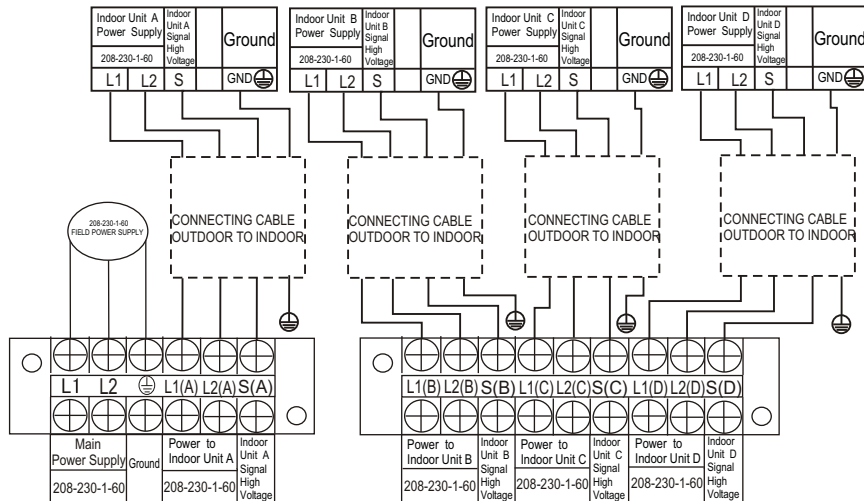 Indoor Unit A
Power Supply
208-230-1-60
Indoor
Unit A
Signal
High
Voltage
Ground
L1 L2 S GND
Indoor Unit B
Power Supply
208-230-1-60
Indoor
Unit B
Signal
High
Voltage
Ground
L1 L2 S GND
Indoor Unit C
Power Supply
208-230-1-60
Indoor
Unit C
Signal
High
Voltage
Ground
L1 L2 S GND
Indoor Unit D
Power Supply
208-230-1-60
Indoor
Unit D
Signal
High
Voltage
Ground
L1 L2 S GND
208-230-1-60
FIELD POWER SUPPLY
CONNECTING CABLE
OUTDOOR TO INDOOR
CONNECTING CABLE
OUTDOOR TO INDOOR
CONNECTING CABLE
OUTDOOR TO INDOOR
CONNECTING CABLE
OUTDOOR TO INDOOR
L1 L2 L1(A) L2(A) S(A)
Main
Power Supply
208-230-1-60
Ground
Power to
Indoor Unit A
208-230-1-60
Indoor
Unit A
Signal
High
Voltage
L1(B) L2(B) S(B) L1(C) L2(C) S(C) L1(D) L2(D) S(D)
Power to
Indoor Unit B
208-230-1-60
Indoor
Unit B
Signal
High
Voltage
Power to
Indoor Unit C
208-230-1-60
Indoor
Unit C
Signal
High
Voltage
Power to
Indoor Unit D
208-230-1-60
Indoor
Unit D
Signal
High
Voltage